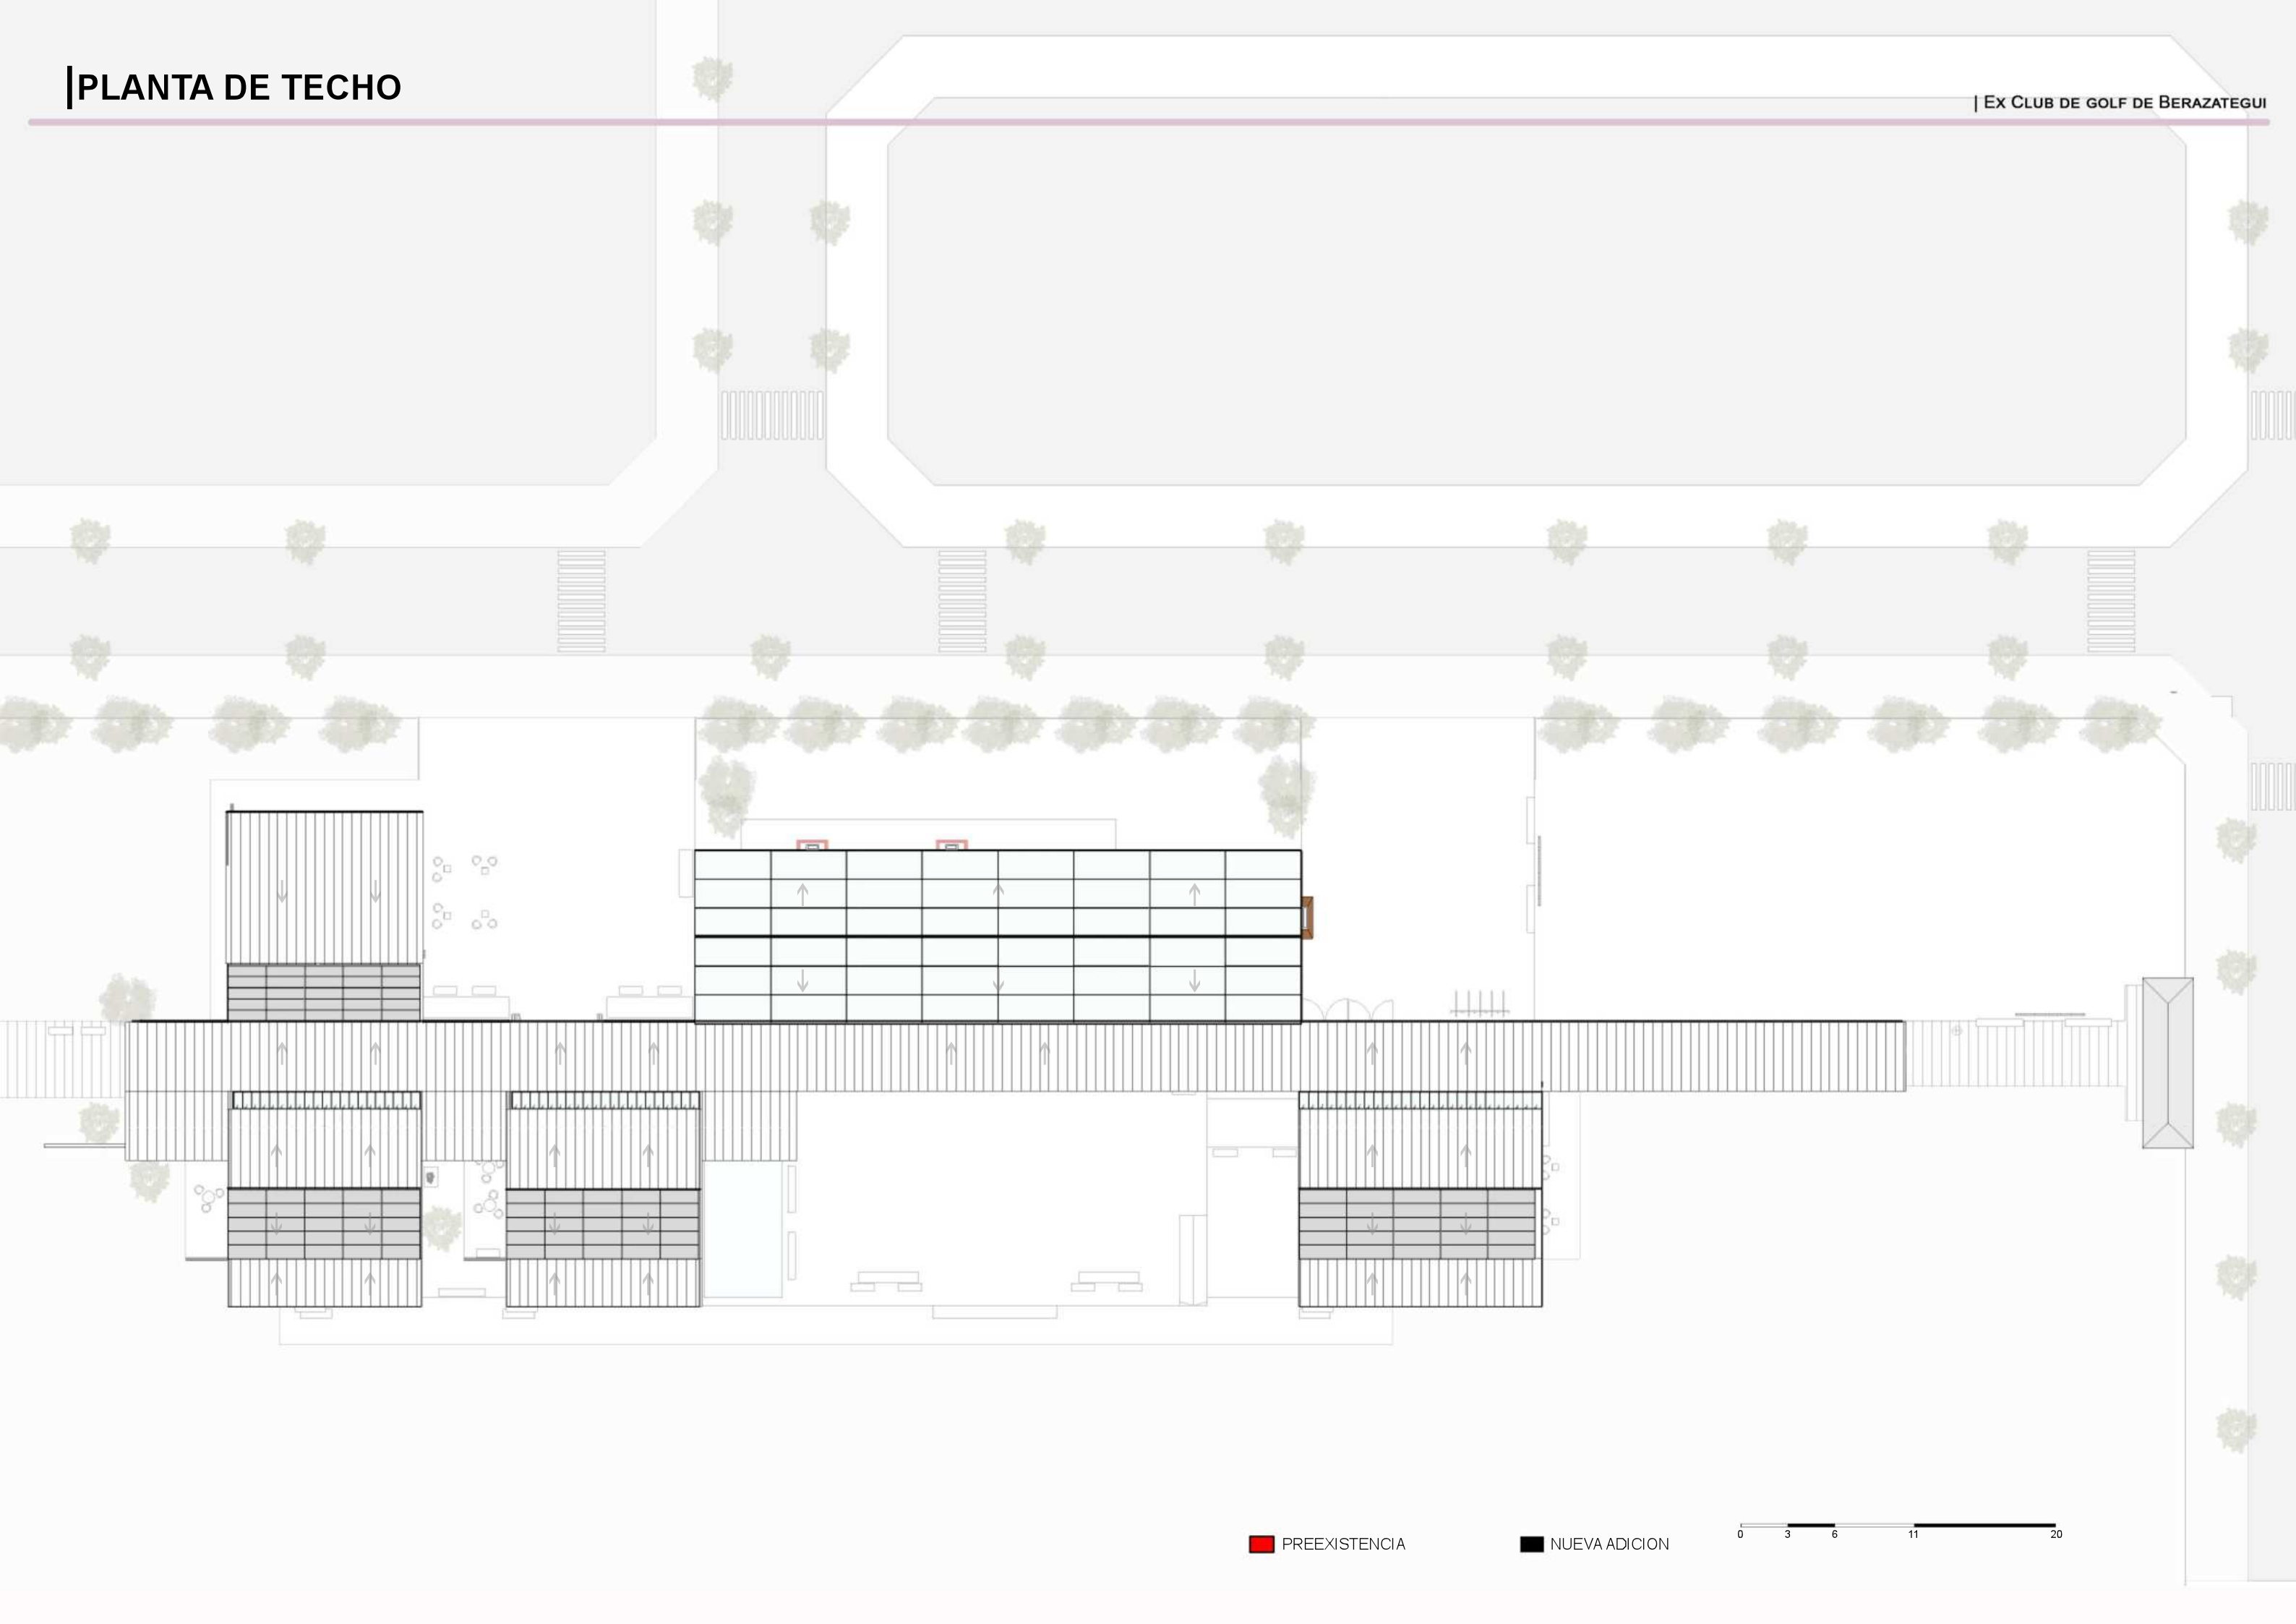 |PLANTA DE TECHO
| EX CLUB DE GOLF DE BERAZATEGUI
PREEXISTENCIA
NUEVA ADICION
0 3 6 11 20